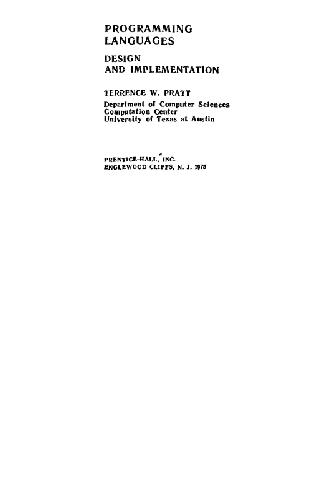 PROGRAMMING
LANGUAGES
DESIGN
AND IMPLEMENTATION
TERRENCE W. PRATT
Department of Computer Sciences
Computation Center
University of Texas at Austin
PRENTICE-HALL, INC.
ENGLEWOOD CLIFFS, N. J. 1975